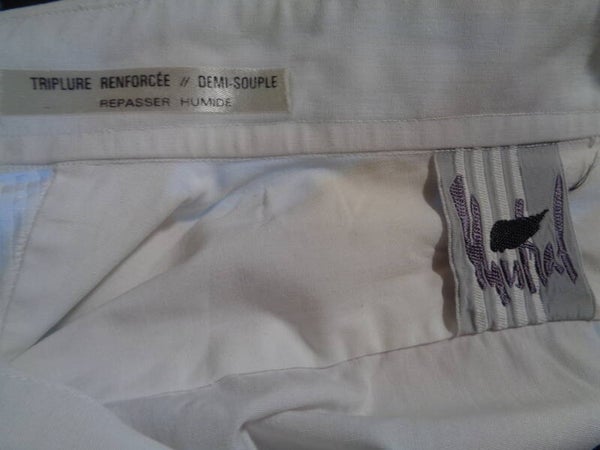 TRIPLURE RENFORCÉE // DEMI-SOUPLE
REPASSER HUMIDE